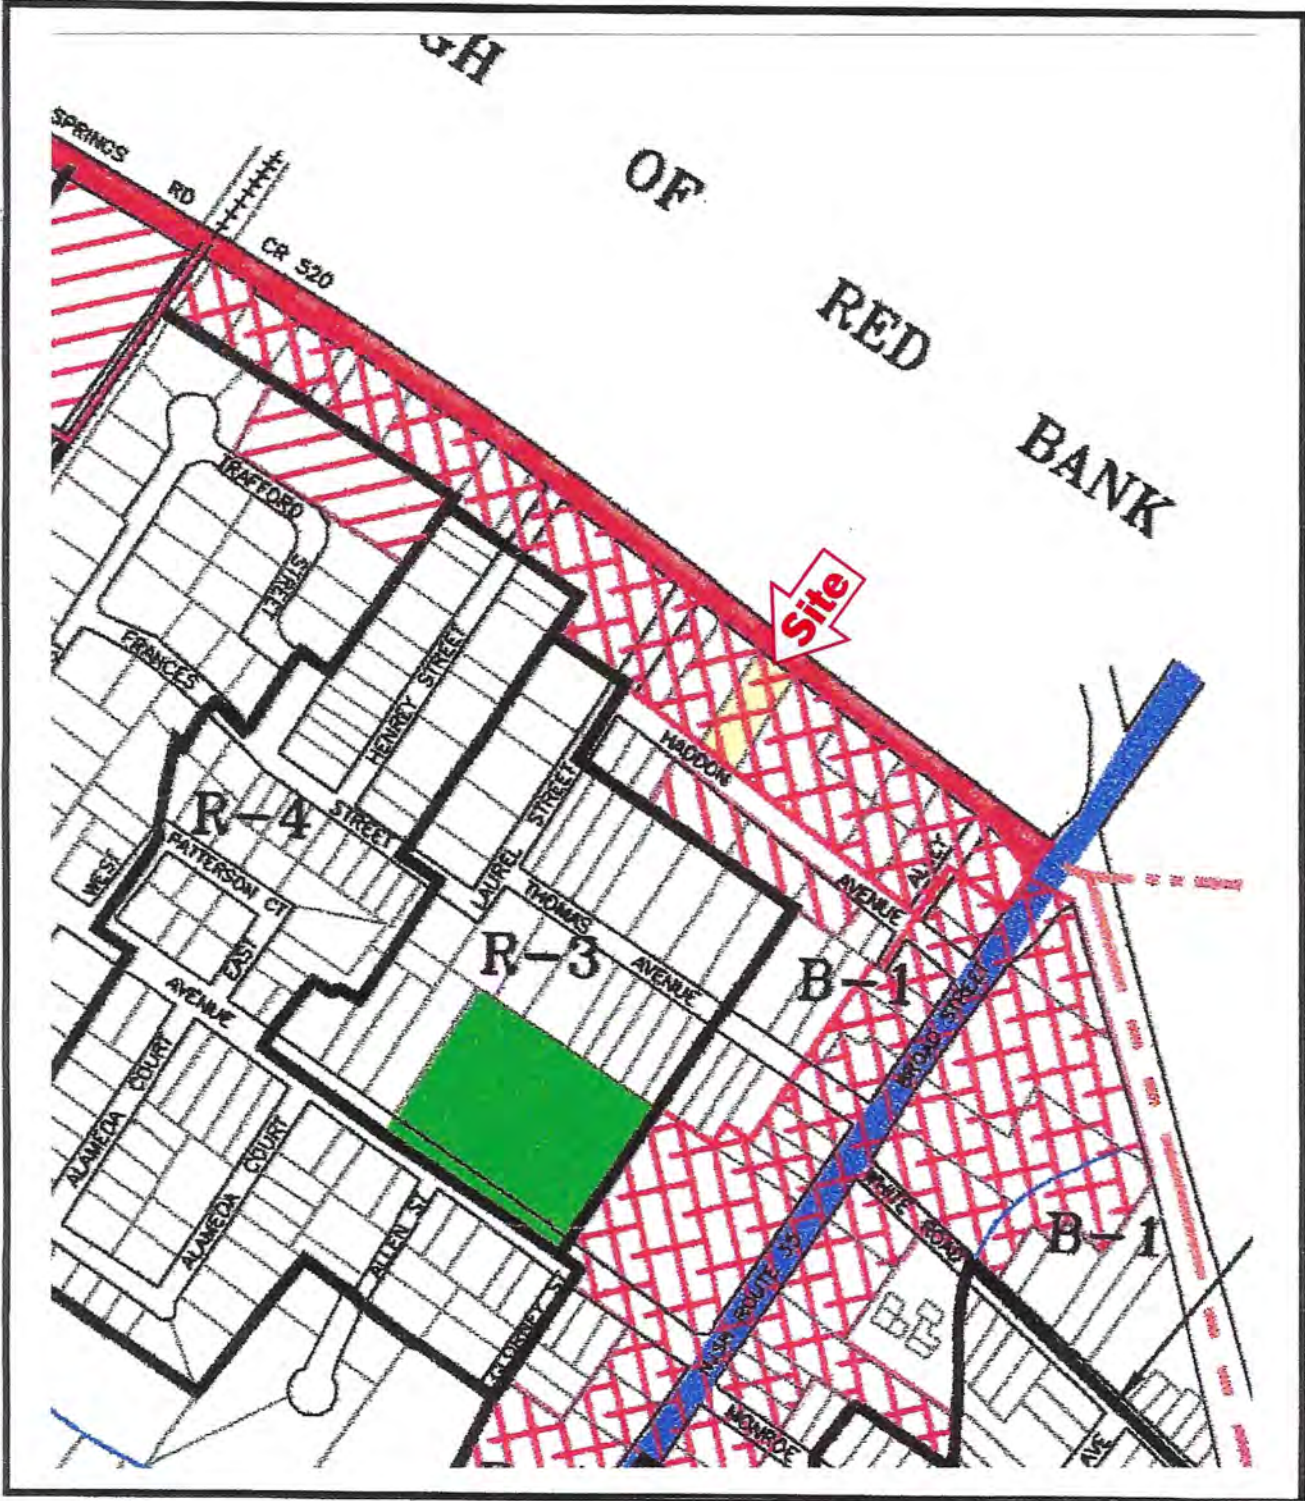 GH
OF
RED
BANK
SPRINGS
RD
CR 520
Site
TRAFFORD
STREET
FRANCES
STREET
HENREY STREET
HADDON
AVENUE
LAUREL STREET
R-4
PATTERSON CT
WEST
EAST
THOMAS
AVENUE
R-3
B-1
BROAD STREET
AVENUE
ALAMEDA COURT
ALAMEDA COURT
ALLEN ST
WHITE ROAD
B-1
N.S.H. ROUTE 35
MONROE
AVE